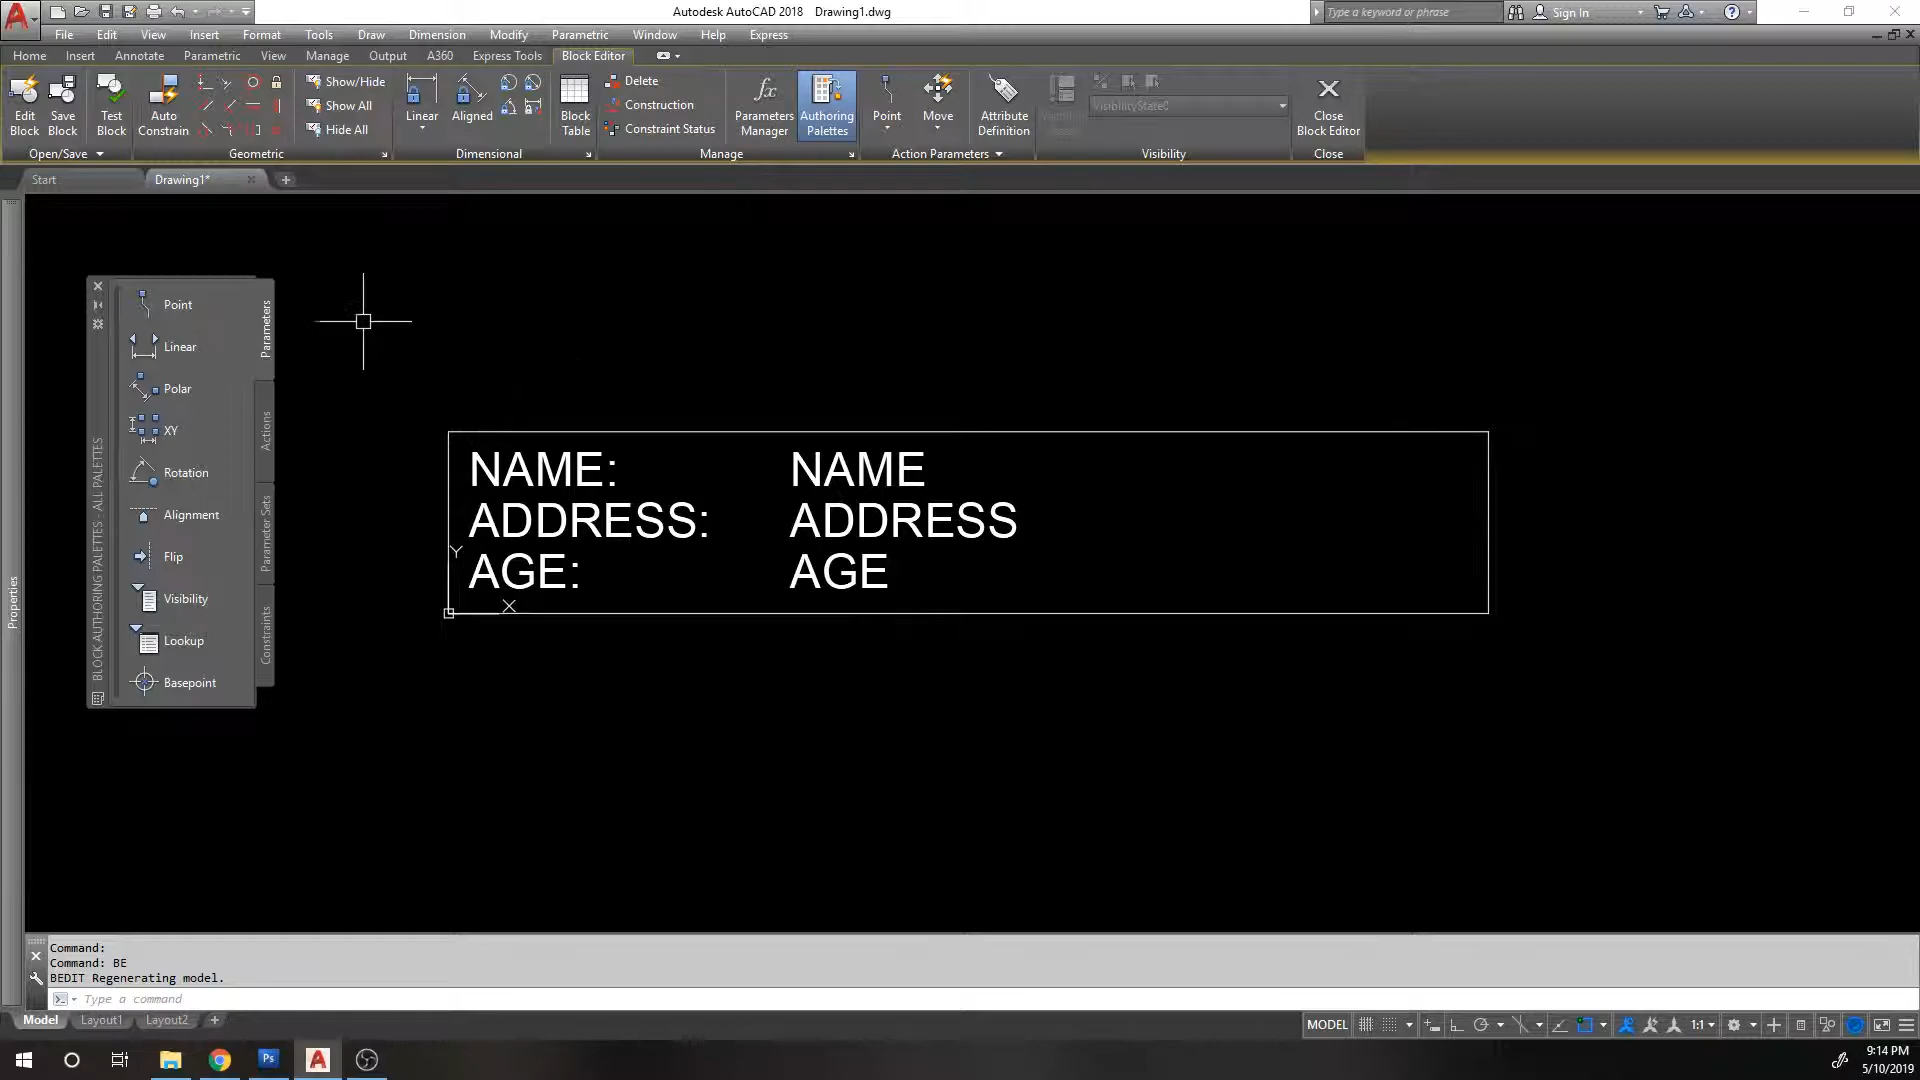 Autodesk AutoCAD 2018 Drawing1.dwg
Type a keyword or phrase
Sign In
File Edit View Insert Format Tools Draw Dimension Modify Parametric Window Help Express
Home Insert Annotate Parametric View Manage Output A360 Express Tools Block Editor
Edit Block
Save Block
Test Block
Auto Constrain
Show/Hide
Show All
Hide All
Linear
Aligned
Block Table
Delete
Construction
Constraint Status
Parameters Manager
Authoring Palettes
Point
Move
Attribute Definition
VisibilityState0
Close Block Editor
Open/Save
Geometric
Dimensional
Manage
Action Parameters
Visibility
Close
Start
Drawing1*
Properties
BLOCK AUTHORING PALETTES - ALL PALETTES
Point
Linear
Polar
XY
Rotation
Alignment
Flip
Visibility
Lookup
Basepoint
Parameters
Actions
Parameter Sets
Constraints
NAME: NAME
ADDRESS: ADDRESS
AGE: AGE
Y
X
Command:
Command: BE
BEDIT Regenerating model.
Type a command
Model Layout1 Layout2
MODEL
1:1
Ps
9:14 PM
5/10/2019